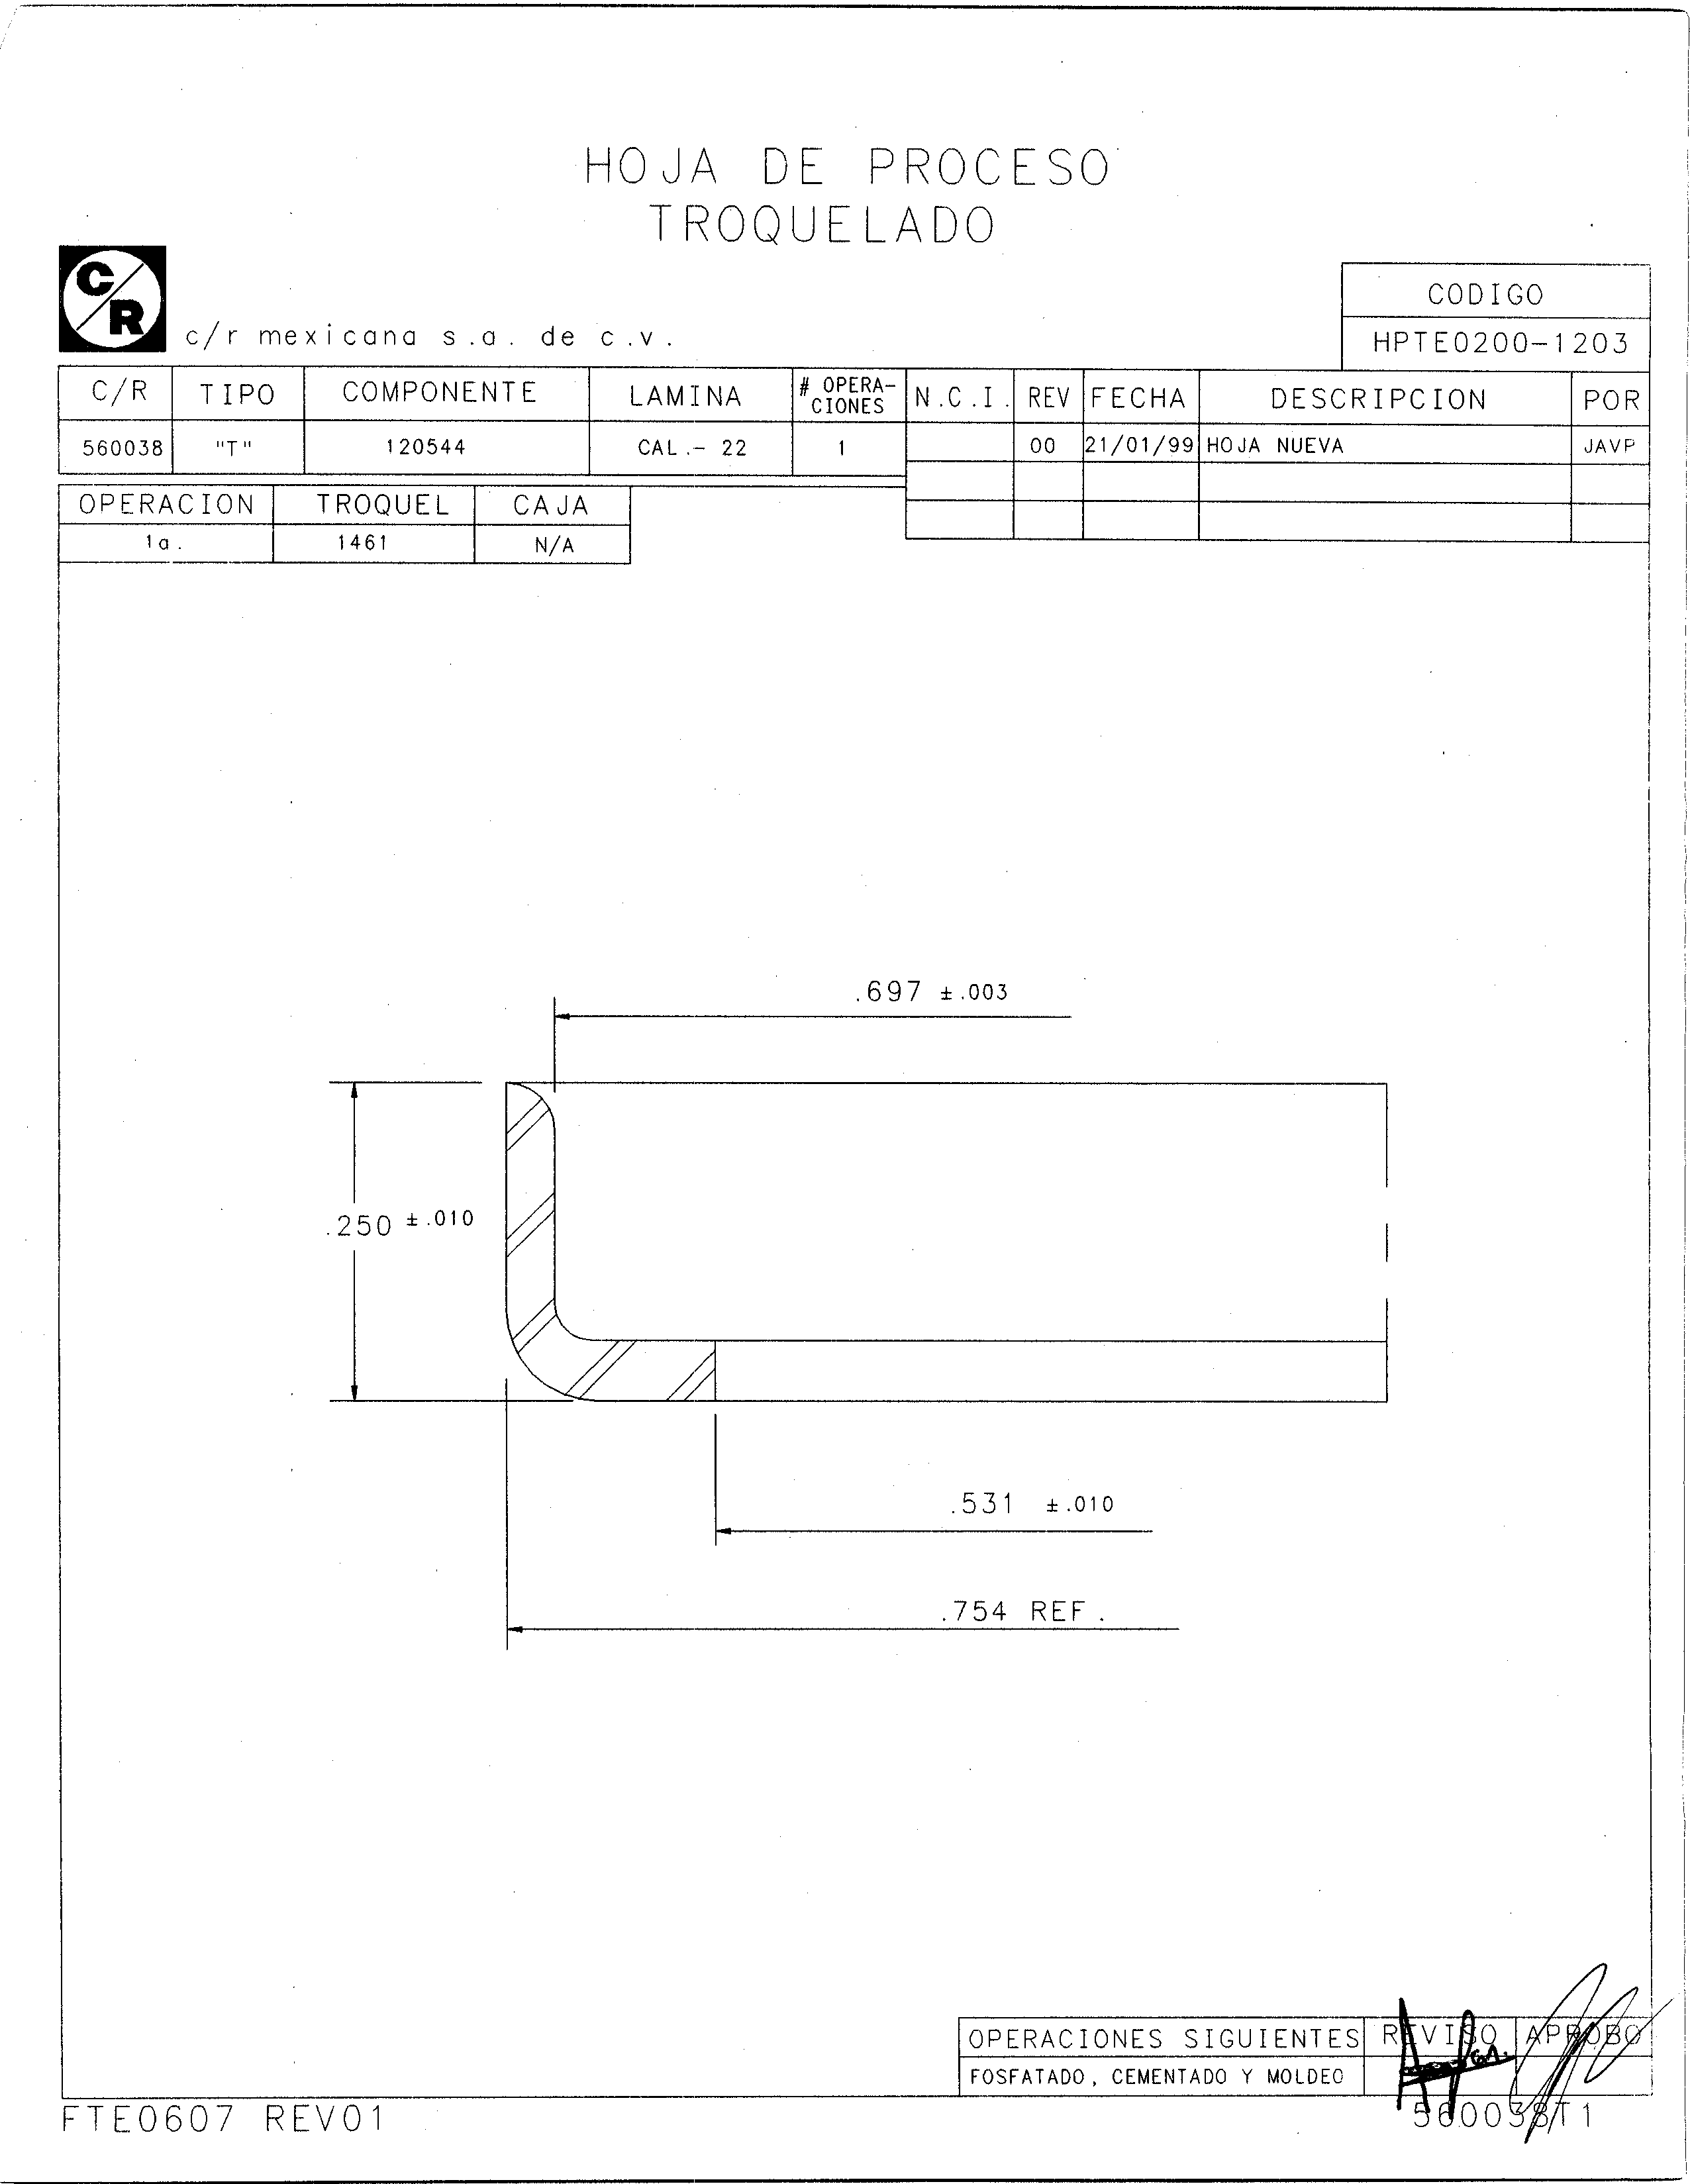 HOJA DE PROCESO
TROQUELADO
C/R
c/r mexicana s.a. de c.v.
CODIGO
HPTE0200-1203
C/R TIPO COMPONENTE LAMINA # OPERA-CIONES N.C.I. REV FECHA DESCRIPCION POR
560038 "T" 120544 CAL.- 22 1 00 21/01/99 HOJA NUEVA JAVP
OPERACION TROQUEL CAJA
1a. 1461 N/A
.697 ±.003
.250 ±.010
.531 ±.010
.754 REF.
OPERACIONES SIGUIENTES REVISO APROBO
FOSFATADO, CEMENTADO Y MOLDEO
FTE0607 REV01
560038T1